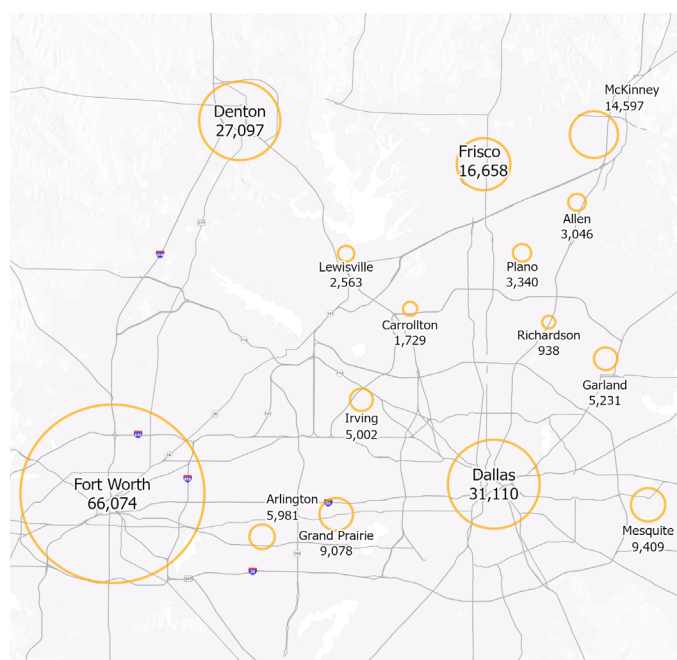 McKinney
14,597
Denton
27,097
Frisco
16,658
Allen
3,046
Lewisville
2,563
Plano
3,340
Carrollton
1,729
Richardson
938
Garland
5,231
Irving
5,002
Fort Worth
66,074
Dallas
31,110
Arlington
5,981
Grand Prairie
9,078
Mesquite
9,409